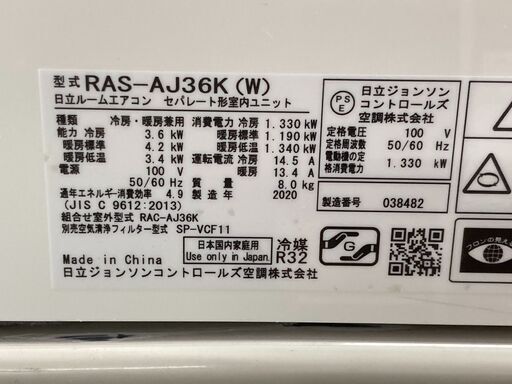 型式 RAS-AJ36K (W)
日立ルームエアコン セパレート形室内ユニット
種類 冷房・暖房兼用 消費電力 冷房 1.330 kW
能力 冷房 3.6 kW 暖房標準 1.190 kW
暖房標準 4.2 kW 暖房低温 1.340 kW
暖房低温 3.4 kW 運転電流 冷房 14.5 A
電源 100 V 暖房標準 13.4 A
50/60 Hz 質量 8.0kg
通年エネルギー消費効率 4.9 製造年 2020
(JIS C 9612:2013)
組合せ室外型式 RAC-AJ36K
別売空気清浄フィルター型式 SP-VCF11
日本国内家庭用 冷媒
Use only in Japan. R32
Made in China
日立ジョンソンコントロールズ空調株式会社
PSE
日立ジョンソン
コントロールズ
空調株式会社
定格電圧 100 V
定格周波数 50/60 Hz
電動機の定格消費電力 1.330 kW
製造番号 038482
G
フロンの見える